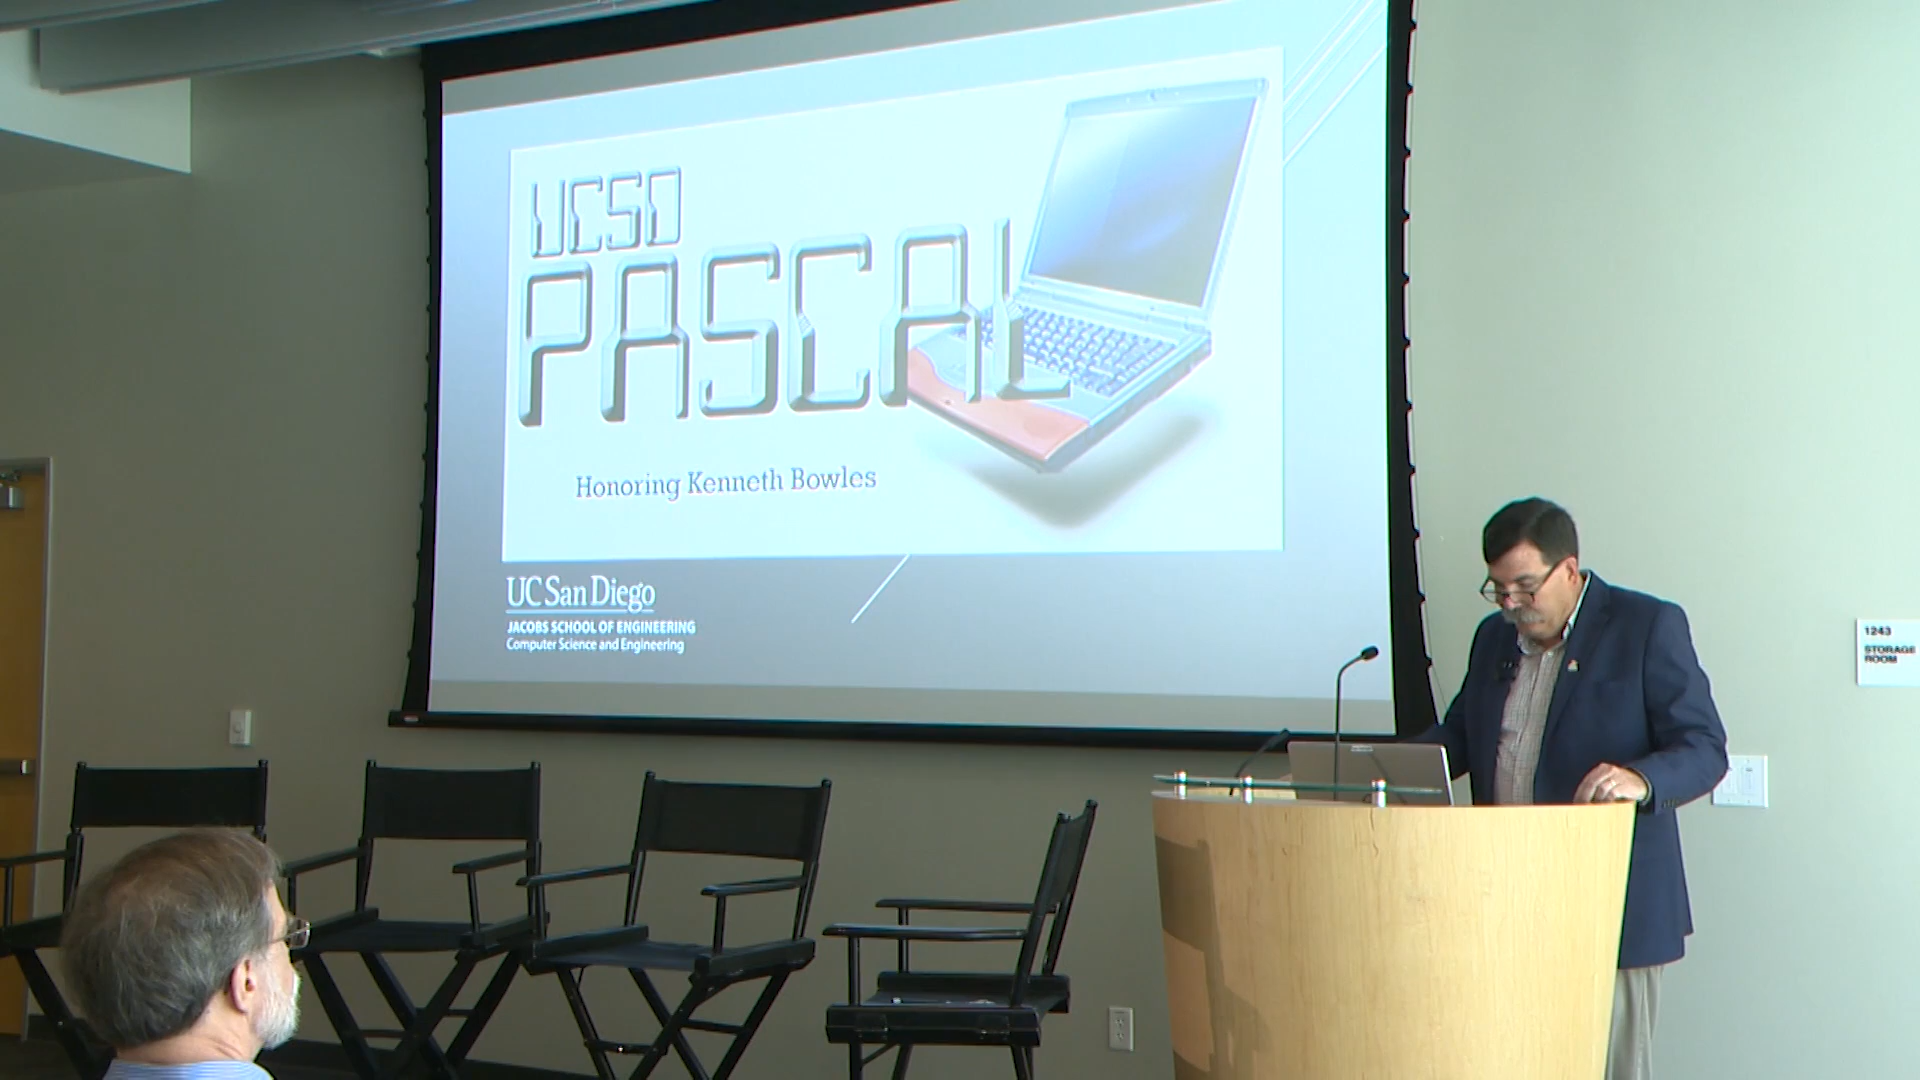 UCSD
PASCAL
Honoring Kenneth Bowles
UC San Diego
JACOBS SCHOOL OF ENGINEERING
Computer Science and Engineering
1243
STORAGE
ROOM